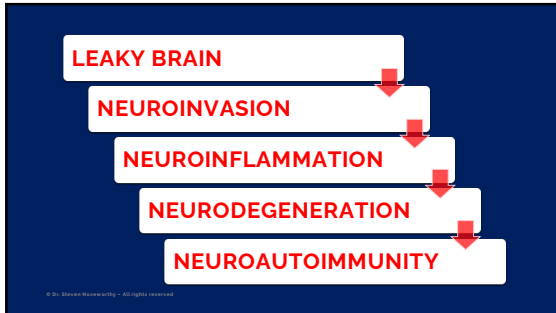 LEAKY BRAIN
NEUROINVASION
NEUROINFLAMMATION
NEURODEGENERATION
NEUROAUTOIMMUNITY
© Dr. Steven Noseworthy – All rights reserved